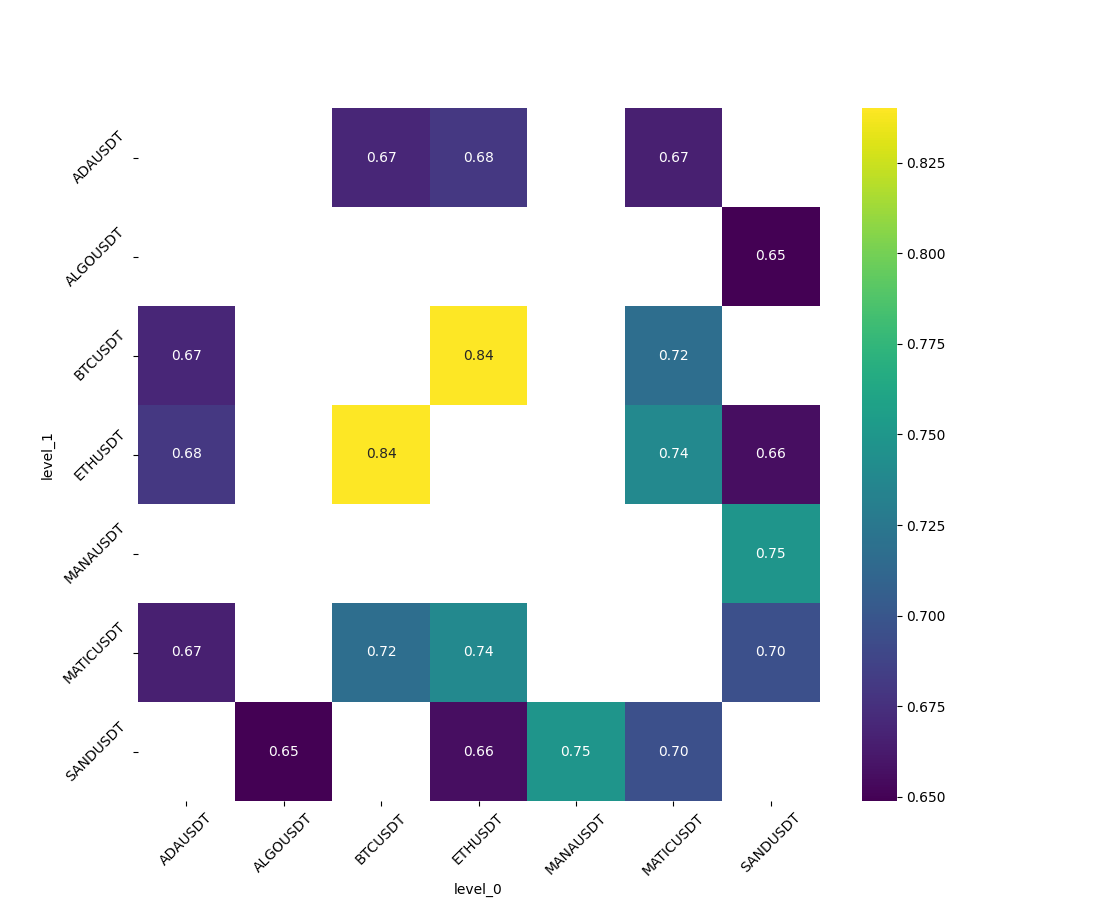 ADAUSDT 0.67 0.68 0.67
ALGOUSDT 0.65
BTCUSDT 0.67 0.84 0.72
ETHUSDT 0.68 0.84 0.74 0.66
MANAUSDT 0.75
MATICUSDT 0.67 0.72 0.74 0.70
SANDUSDT 0.65 0.66 0.75 0.70
level_1
ADAUSDT ALGOUSDT BTCUSDT ETHUSDT MANAUSDT MATICUSDT SANDUSDT
level_0
0.825
0.800
0.775
0.750
0.725
0.700
0.675
0.650